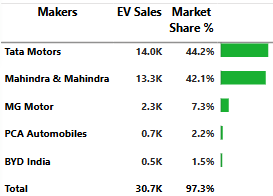 Makers EV Sales Market Share %
Tata Motors 14.0K 44.2%
Mahindra & Mahindra 13.3K 42.1%
MG Motor 2.3K 7.3%
PCA Automobiles 0.7K 2.2%
BYD India 0.5K 1.5%
Total 30.7K 97.3%